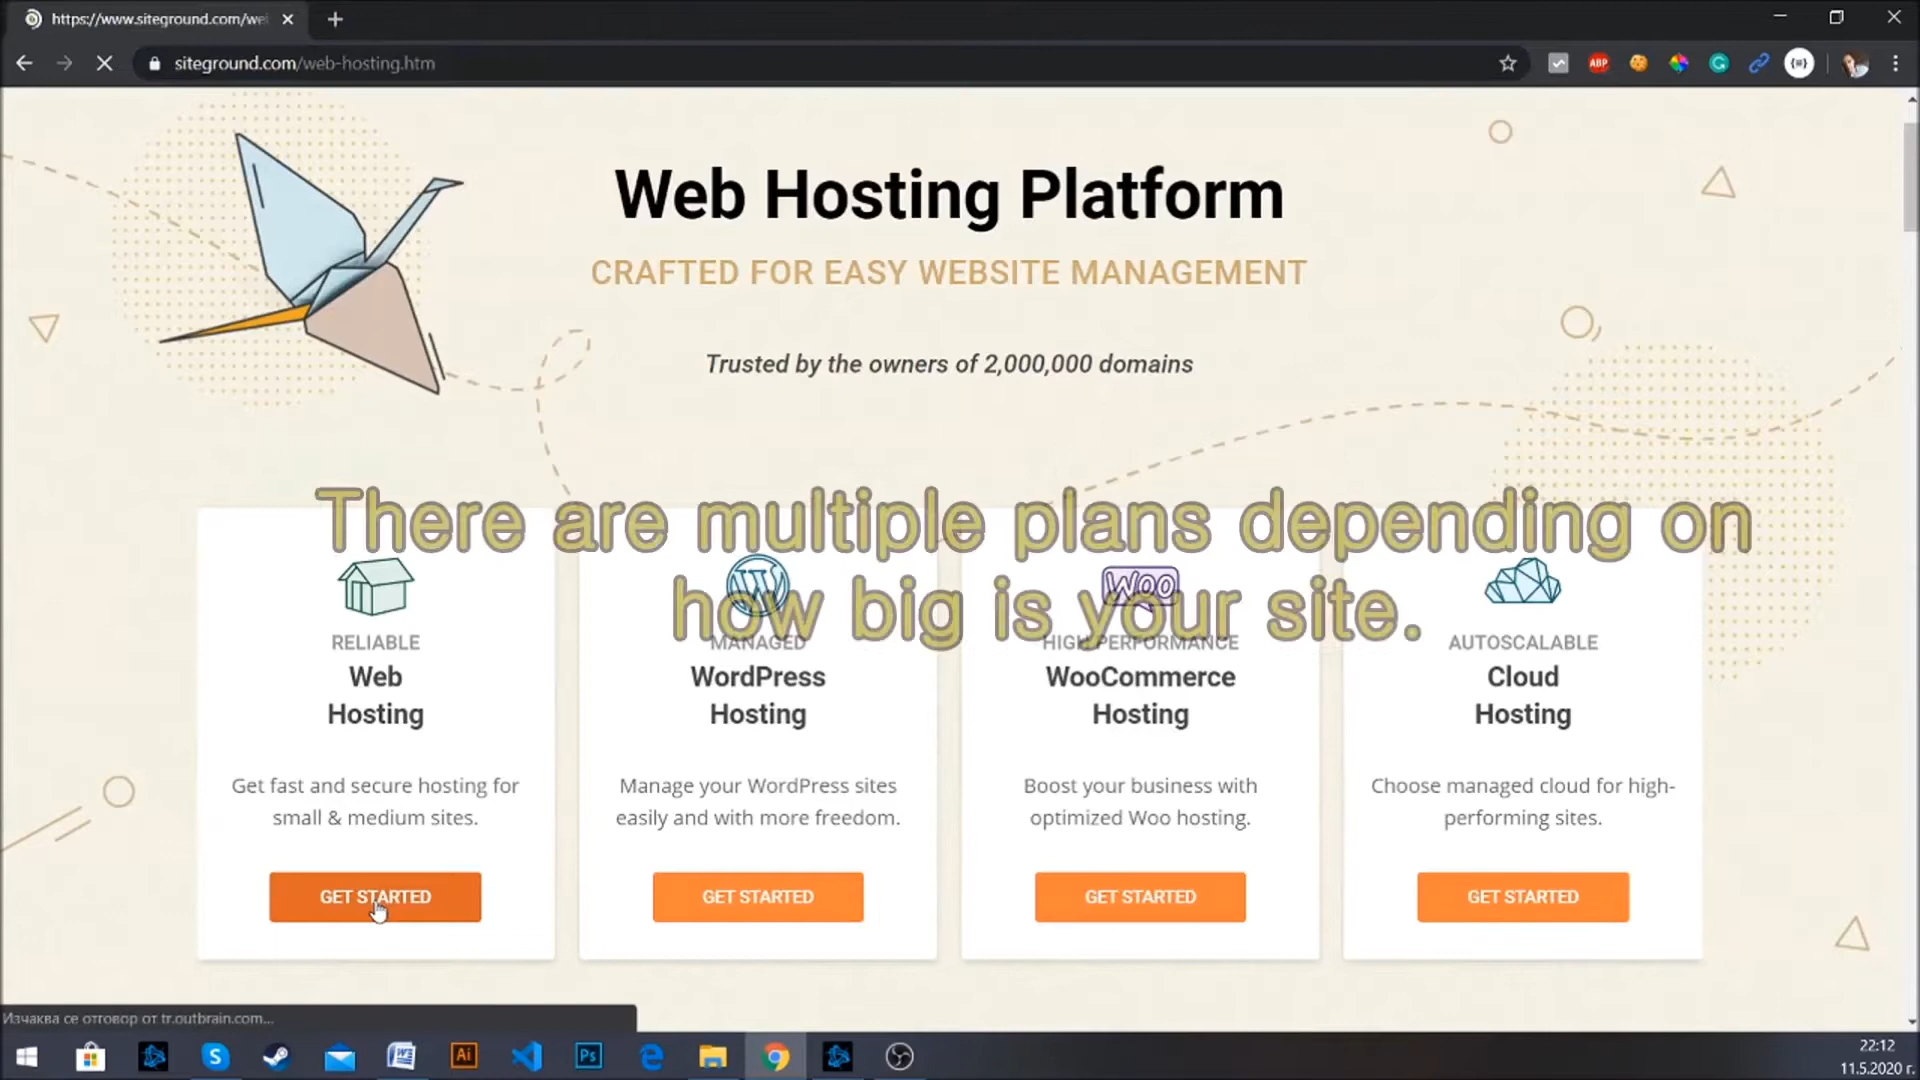 https://www.siteground.com/we
siteground.com/web-hosting.htm
ABP
Web Hosting Platform
CRAFTED FOR EASY WEBSITE MANAGEMENT
Trusted by the owners of 2,000,000 domains
There are multiple plans depending on
how big is your site.
WOO
RELIABLE
Web
Hosting
Get fast and secure hosting for
small & medium sites.
GET STARTED
MANAGED
WordPress
Hosting
Manage your WordPress sites
easily and with more freedom.
GET STARTED
HIGH PERFORMANCE
WooCommerce
Hosting
Boost your business with
optimized Woo hosting.
GET STARTED
AUTOSCALABLE
Cloud
Hosting
Choose managed cloud for high-
performing sites.
GET STARTED
Изчаква се отговор от tr.outbrain.com...
Ai
Ps
22:12
11.5.2020 г.